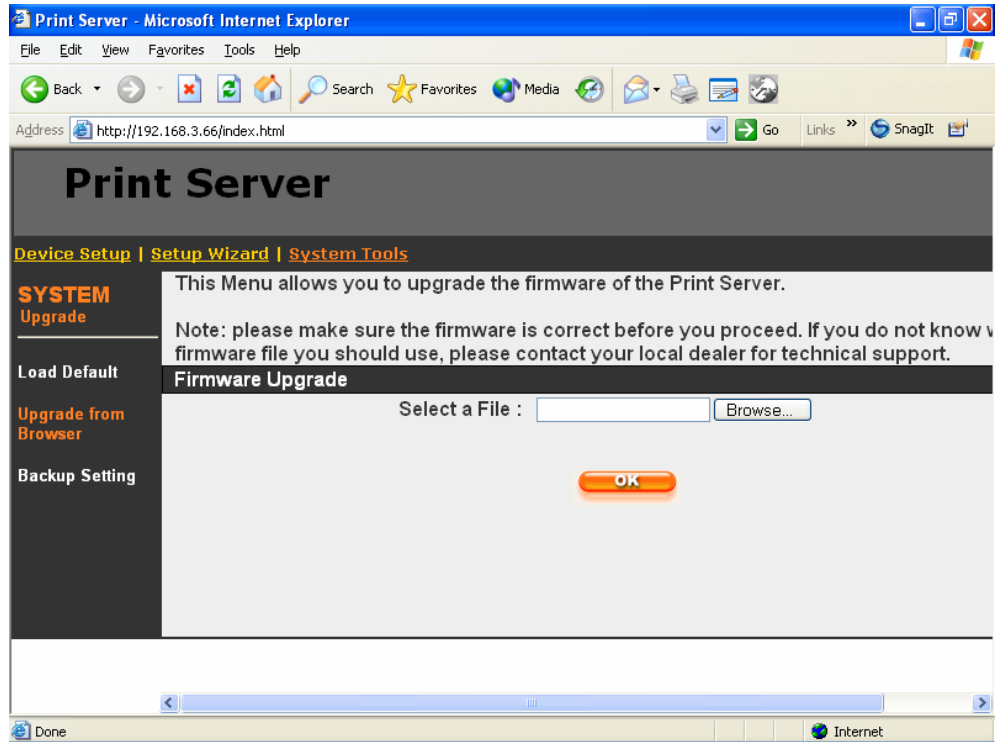 Print Server - Microsoft Internet Explorer
File Edit View Favorites Tools Help
Back Search Favorites Media
Address http://192.168.3.66/index.html Go Links » SnagIt
Print Server
Device Setup | Setup Wizard | System Tools
SYSTEM
Upgrade
Load Default
Upgrade from
Browser
Backup Setting
This Menu allows you to upgrade the firmware of the Print Server.
Note: please make sure the firmware is correct before you proceed. If you do not know
firmware file you should use, please contact your local dealer for technical support.
Firmware Upgrade
Select a File : Browse...
OK
Done Internet